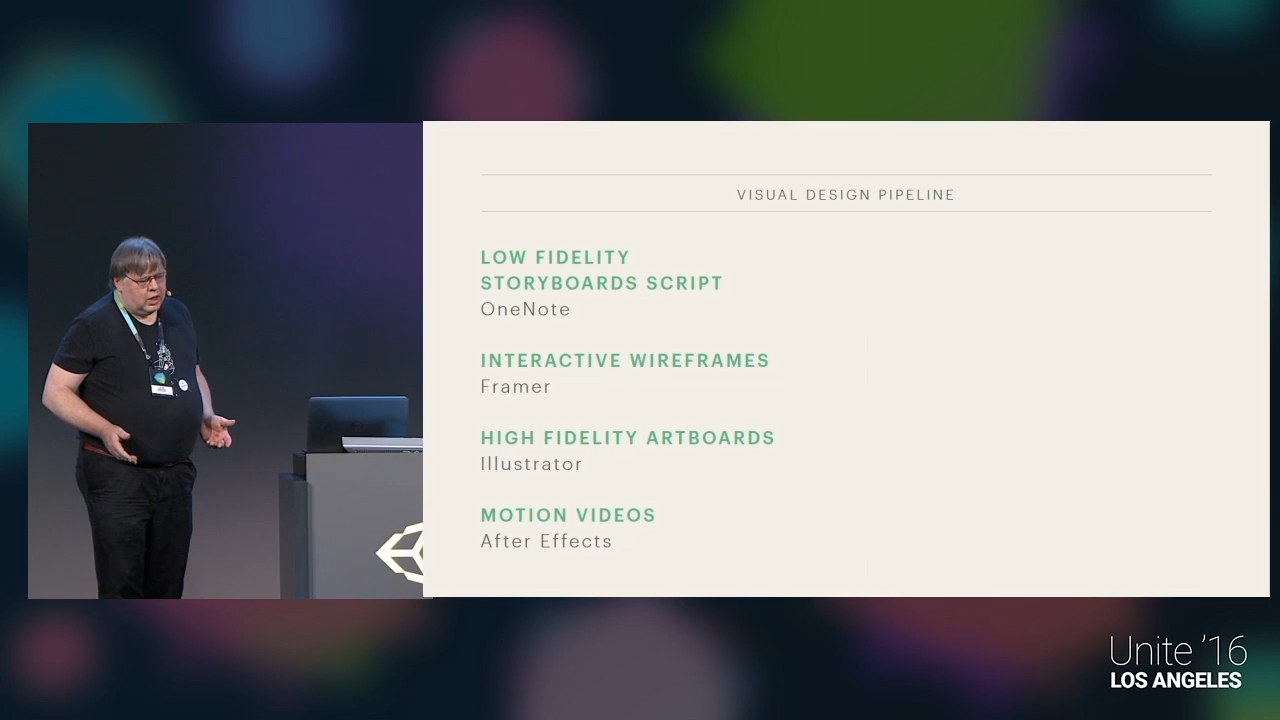 VISUAL DESIGN PIPELINE
LOW FIDELITY
STORYBOARDS SCRIPT
OneNote
INTERACTIVE WIREFRAMES
Framer
HIGH FIDELITY ARTBOARDS
Illustrator
MOTION VIDEOS
After Effects
Unite '16
LOS ANGELES